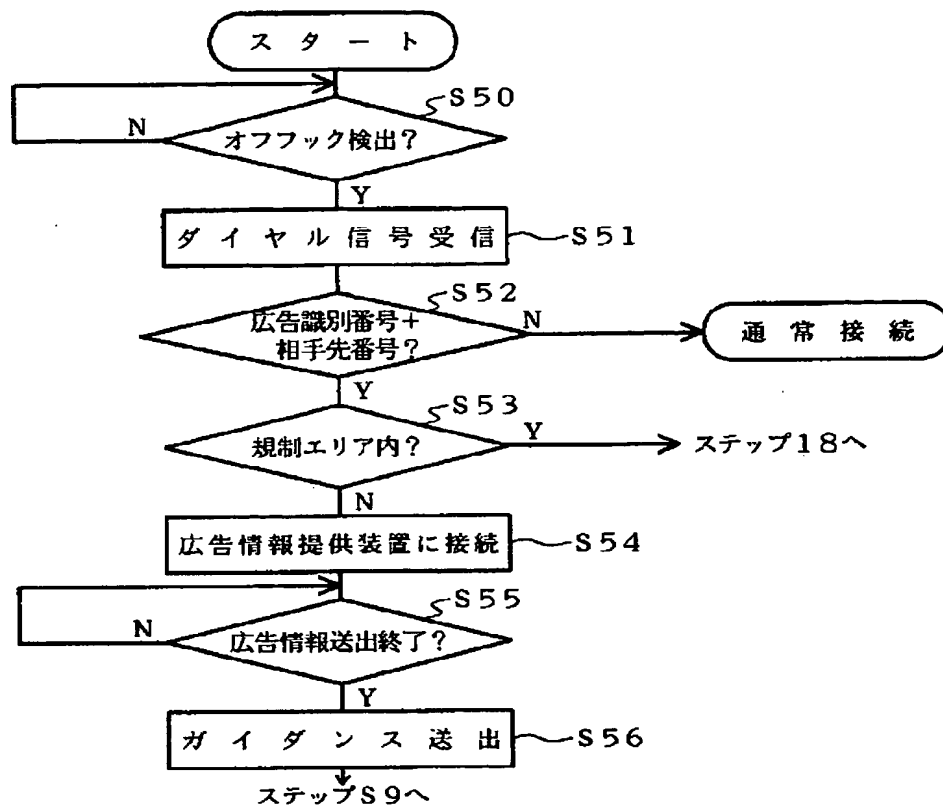 スタート
S50
N
オフフック検出?
Y
ダイヤル信号受信
S51
S52
広告識別番号+
相手先番号?
N
通常接続
Y
S53
規制エリア内?
Y
ステップ18へ
N
広告情報提供装置に接続
S54
S55
N
広告情報送出終了?
Y
ガイダンス送出
S56
ステップS9へ